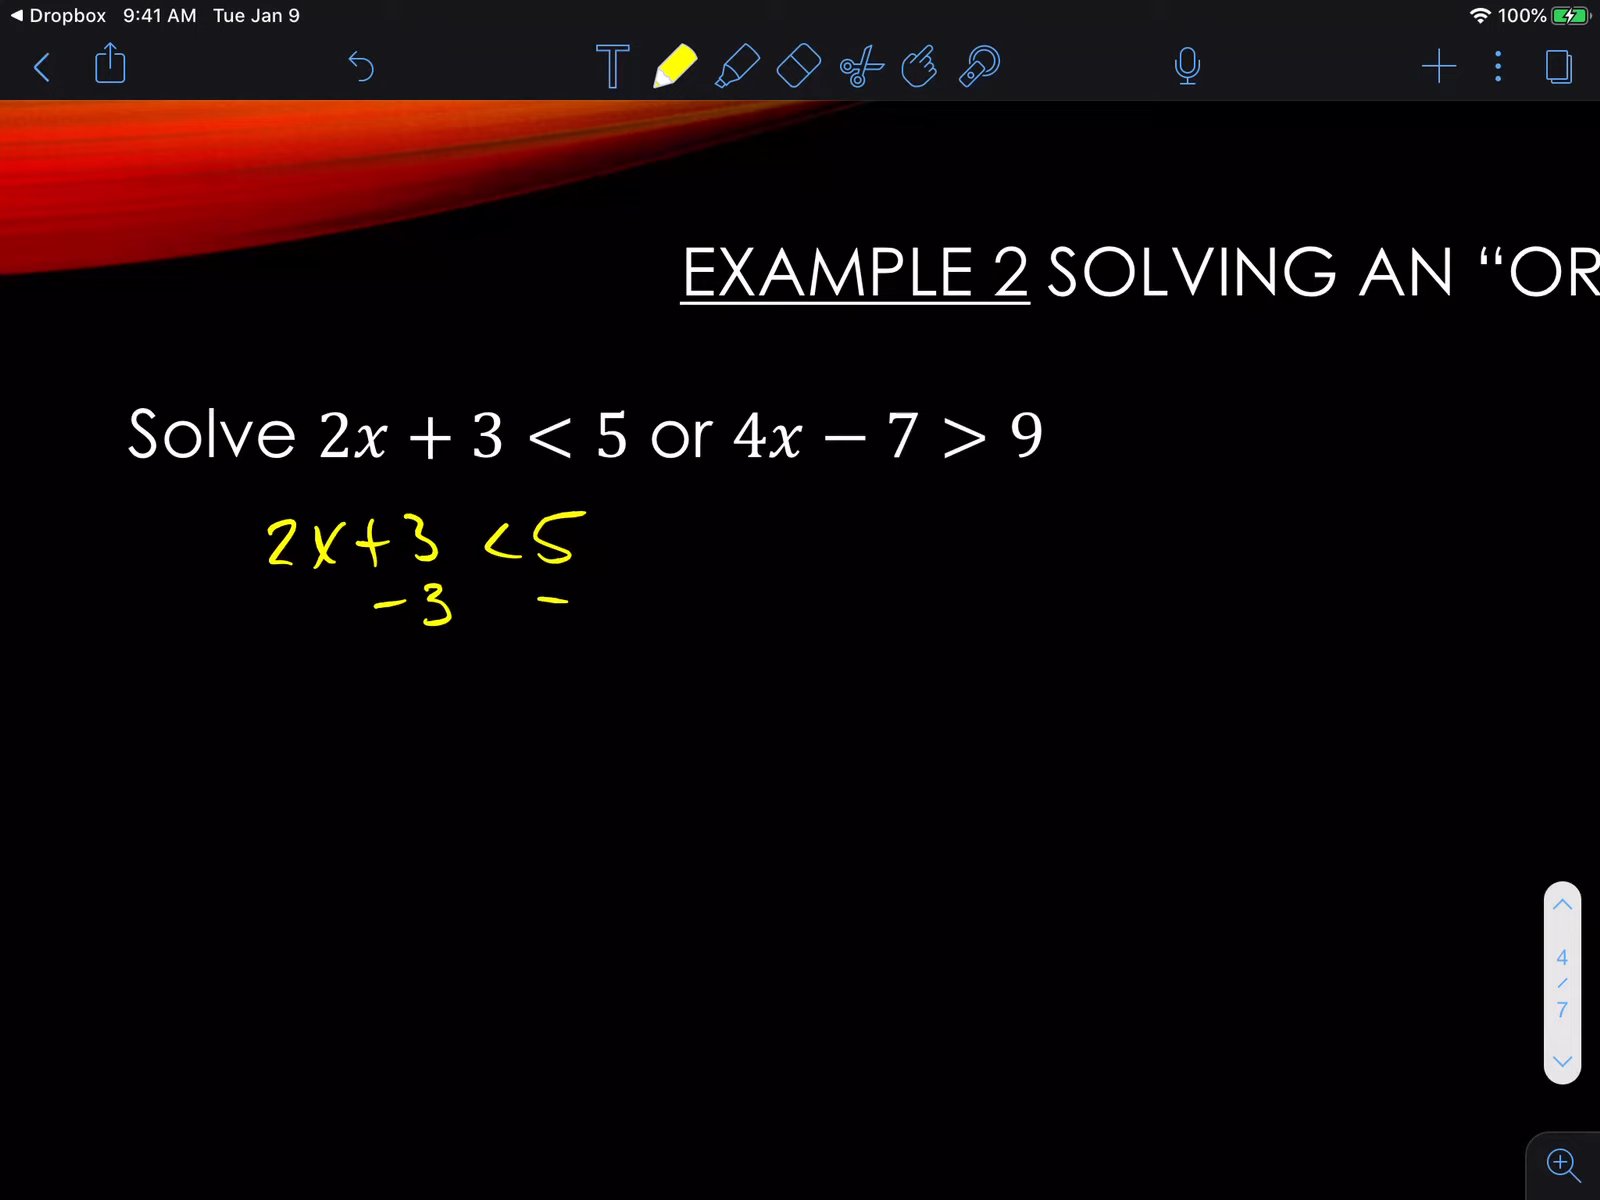 Dropbox 9:41 AM Tue Jan 9 100%
T
EXAMPLE 2 SOLVING AN “OR
Solve 2x + 3 < 5 or 4x − 7 > 9
2x+3 <5
-3 -
4
/
7